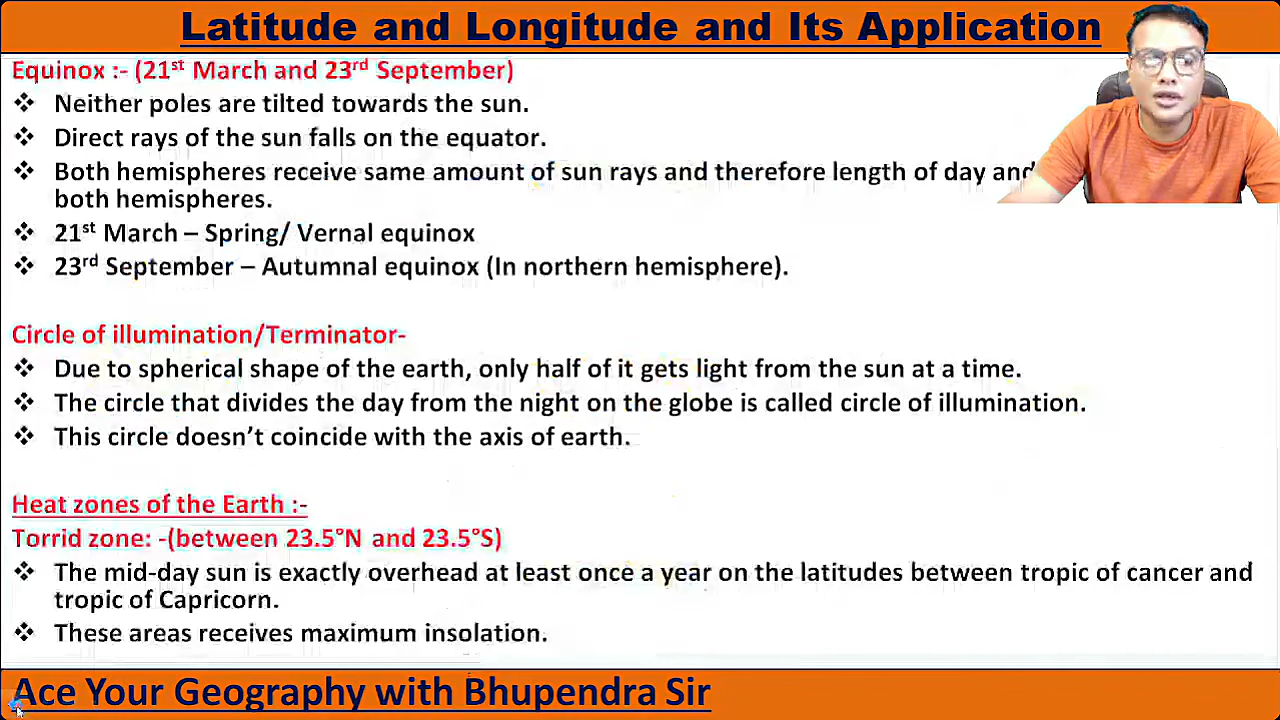 Latitude and Longitude and Its Application
Equinox :- (21st March and 23rd September)
❖ Neither poles are tilted towards the sun.
❖ Direct rays of the sun falls on the equator.
❖ Both hemispheres receive same amount of sun rays and therefore length of day and
both hemispheres.
❖ 21st March – Spring/ Vernal equinox
❖ 23rd September – Autumnal equinox (In northern hemisphere).
Circle of illumination/Terminator-
❖ Due to spherical shape of the earth, only half of it gets light from the sun at a time.
❖ The circle that divides the day from the night on the globe is called circle of illumination.
❖ This circle doesn't coincide with the axis of earth.
Heat zones of the Earth :-
Torrid zone: -(between 23.5°N and 23.5°S)
❖ The mid-day sun is exactly overhead at least once a year on the latitudes between tropic of cancer and
tropic of Capricorn.
❖ These areas receives maximum insolation.
Ace Your Geography with Bhupendra Sir